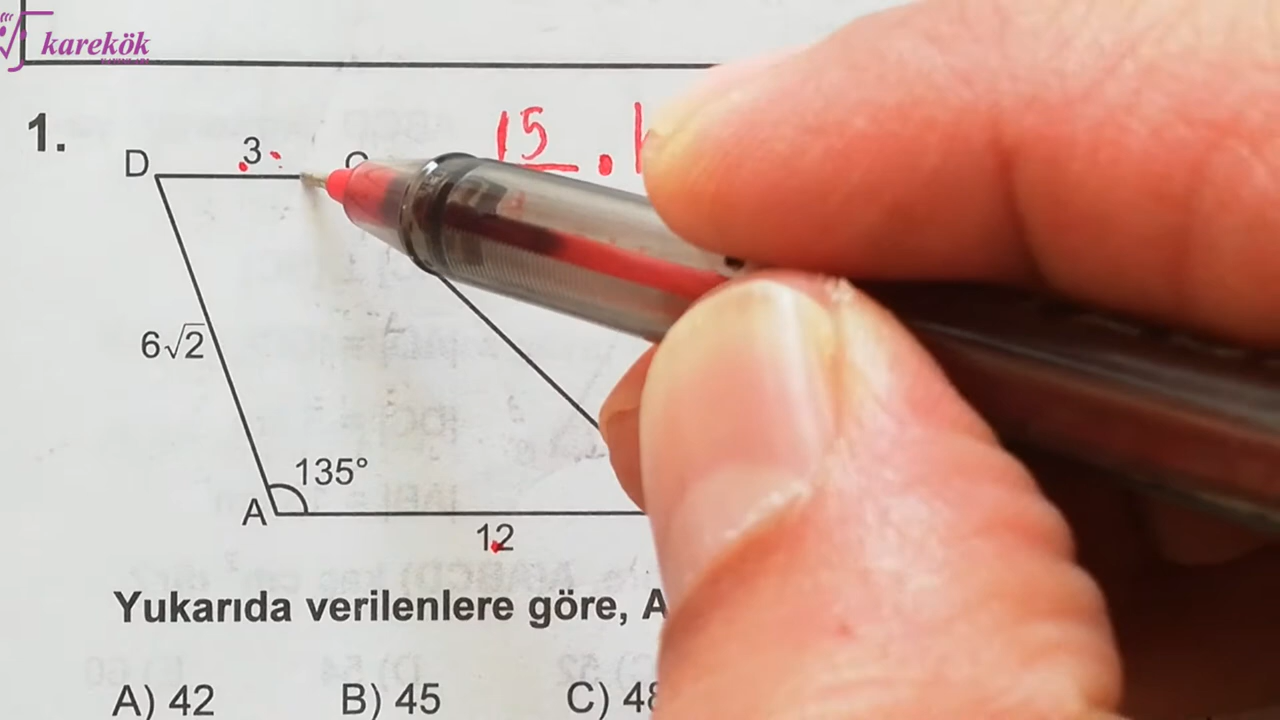 karekök
1.
15 .
D 3
6√2
135°
A
12
Yukarıda verilenlere göre, A
A) 42 B) 45 C) 48